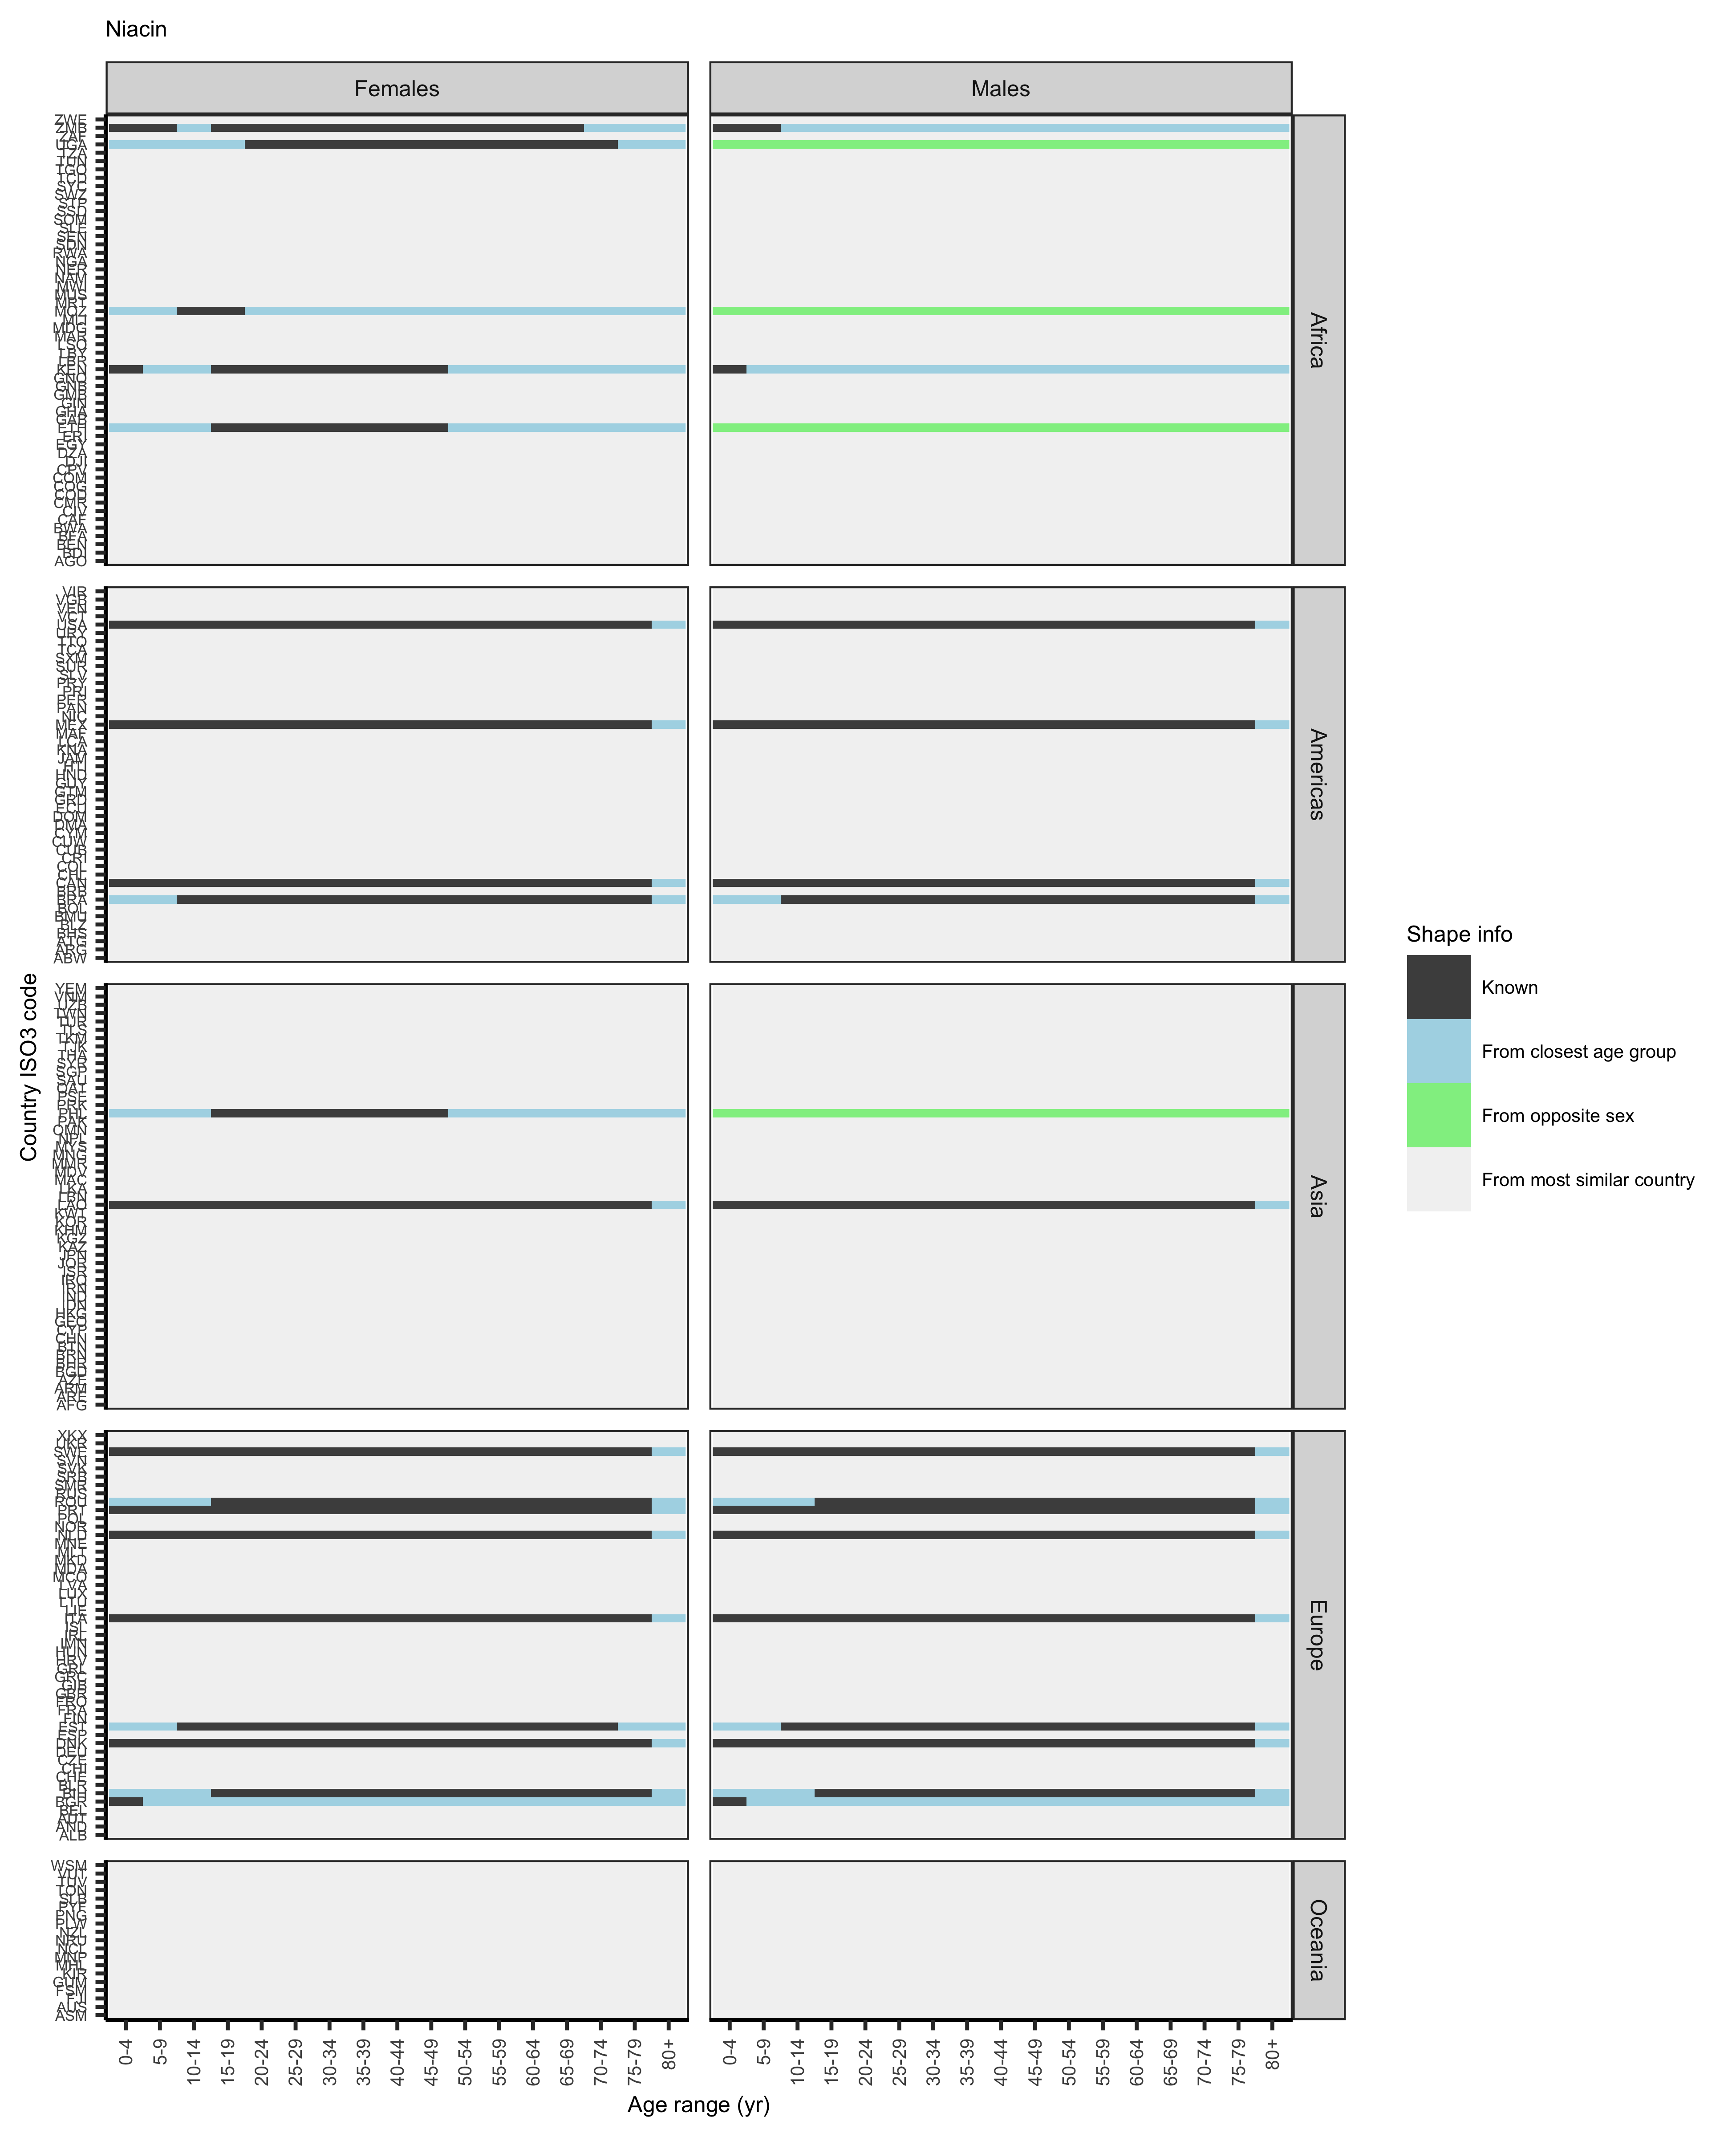 Niacin
Females
Males
ZWE
ZMB
ZAF
UGA
TZA
TUN
TGO
TCD
SYC
SWZ
STP
SSD
SOM
SLE
SEN
SDN
RWA
NGA
NER
NAM
MWI
MUS
MRT
MOZ
MLI
MDG
MAR
LSO
LBY
LBR
KEN
GNQ
GNB
GMB
GIN
GHA
GAB
ETH
ERI
EGY
DZA
DJI
CPV
COM
COG
COD
CMR
CIV
CAF
BWA
BFA
BEN
BDI
AGO
Africa
VIR
VGB
VEN
VCT
USA
URY
TTO
TCA
SXM
SUR
SLV
PRY
PRI
PER
PAN
NIC
MEX
MAF
LCA
KNA
JAM
HTI
HND
GUY
GTM
GRD
ECU
DOM
DMA
CYM
CUW
CUB
CRI
COL
CHL
CAN
BRB
BRA
BOL
BMU
BLZ
BHS
ATG
ARG
ABW
Americas
YEM
VNM
UZB
TWN
TUR
TLS
TKM
TJK
THA
SYR
SGP
SAU
QAT
PSE
PRK
PHL
PAK
OMN
NPL
MYS
MNG
MMR
MDV
MAC
LKA
LBN
LAO
KWT
KOR
KHM
KGZ
KAZ
JPN
JOR
ISR
IRQ
IRN
IND
IDN
HKG
GEO
CYP
CHN
BTN
BRN
BHR
BGD
AZE
ARM
ARE
AFG
Asia
XKX
UKR
SWE
SVN
SVK
SRB
SMR
RUS
ROU
PRT
POL
NOR
NLD
MNE
MLT
MKD
MDA
MCO
LVA
LUX
LTU
LIE
ITA
ISL
IRL
IMN
HUN
HRV
GRL
GRC
GIB
GBR
FRO
FRA
FIN
EST
ESP
DNK
DEU
CZE
CHI
CHE
BLR
BIH
BGR
BEL
AUT
AND
ALB
Europe
WSM
VUT
TUV
TON
SLB
PYF
PNG
PLW
NZL
NRU
NCL
MNP
MHL
KIR
GUM
FSM
FJI
AUS
ASM
Oceania
Country ISO3 code
0-4 5-9 10-14 15-19 20-24 25-29 30-34 35-39 40-44 45-49 50-54 55-59 60-64 65-69 70-74 75-79 80+
0-4 5-9 10-14 15-19 20-24 25-29 30-34 35-39 40-44 45-49 50-54 55-59 60-64 65-69 70-74 75-79 80+
Age range (yr)
Shape info
Known
From closest age group
From opposite sex
From most similar country